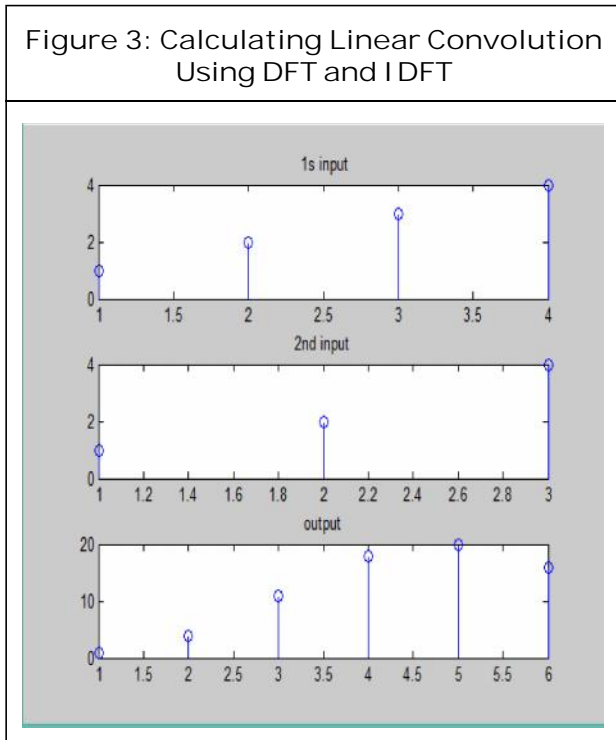 Figure 3: Calculating Linear Convolution
Using DFT and IDFT
1s input
4
2
0
1 1.5 2 2.5 3 3.5 4
2nd input
4
2
0
1 1.2 1.4 1.6 1.8 2 2.2 2.4 2.6 2.8 3
output
20
10
0
1 1.5 2 2.5 3 3.5 4 4.5 5 5.5 6